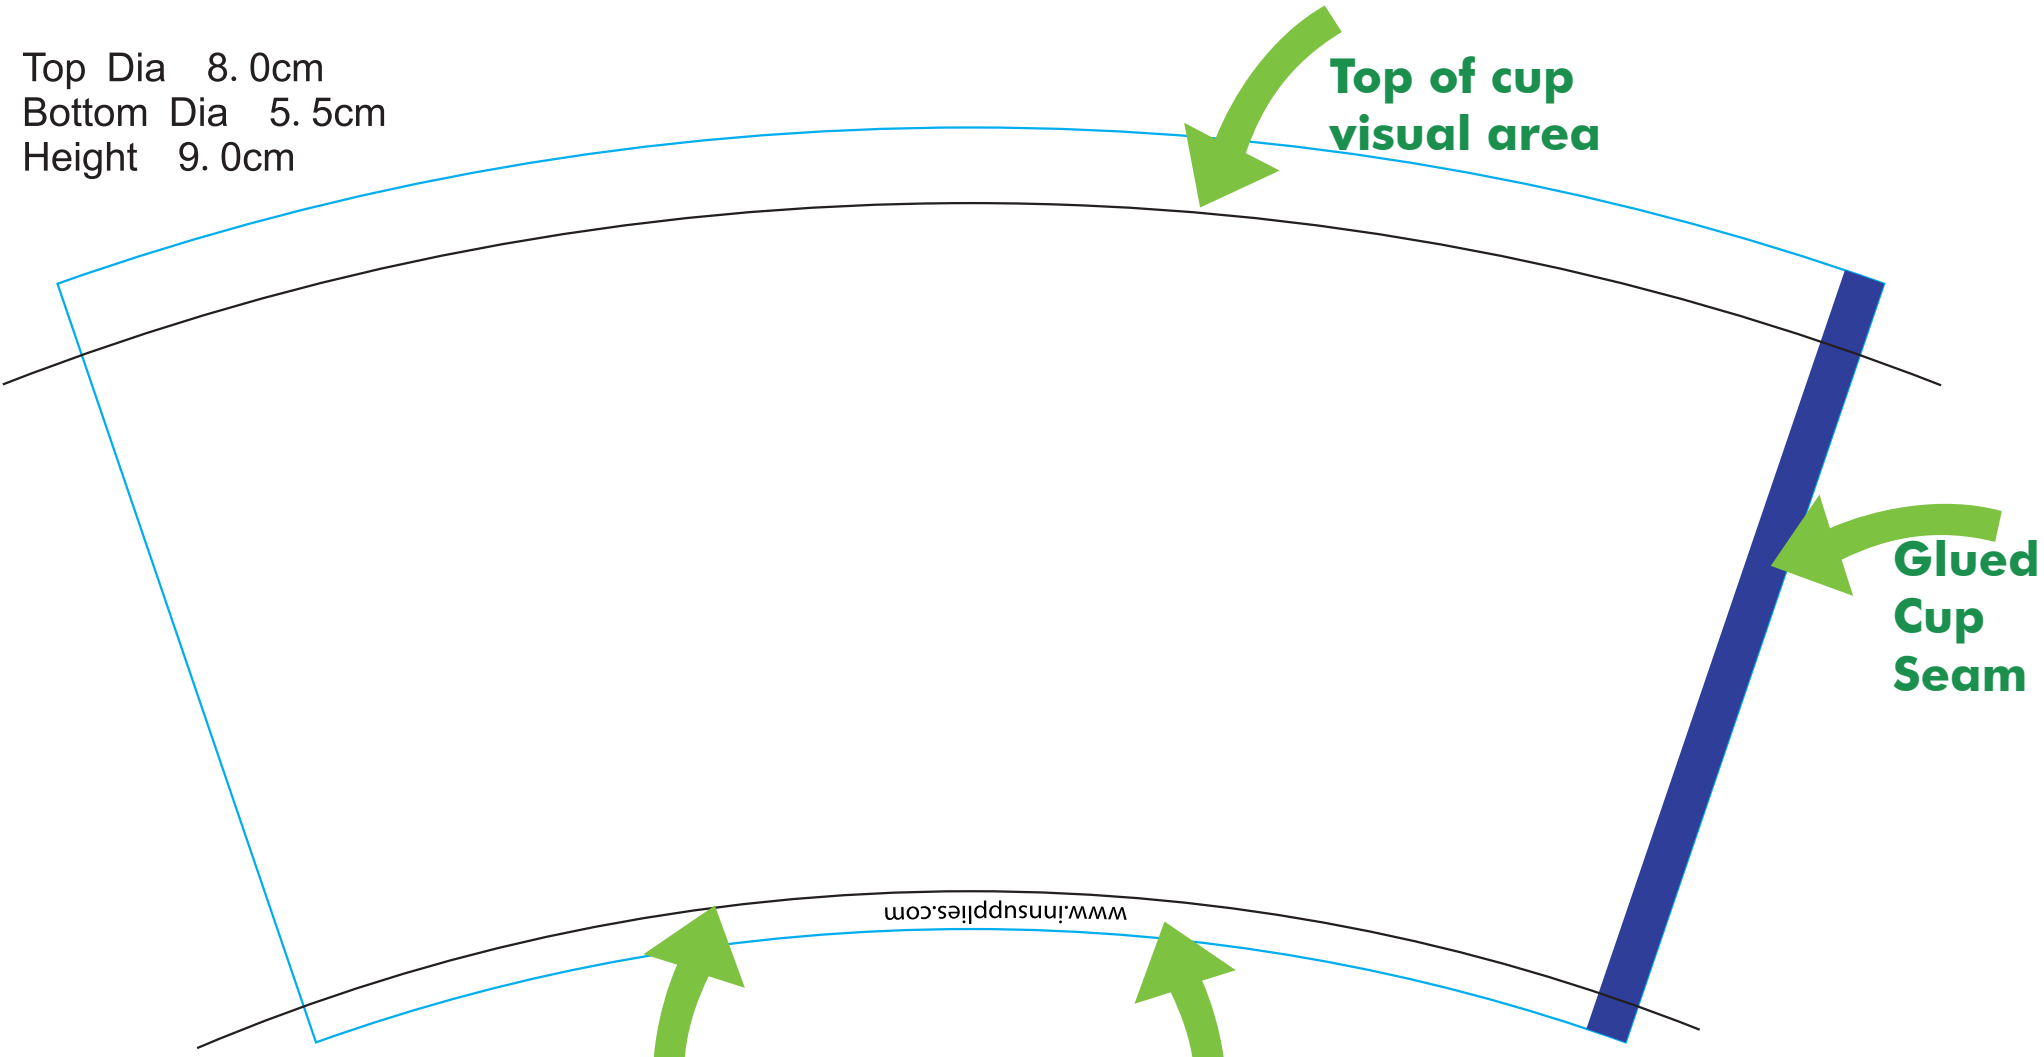 Top Dia 8.0cm
Bottom Dia 5.5cm
Height 9.0cm
Top of cup
visual area
Glued
Cup
Seam
www.innsupplies.com